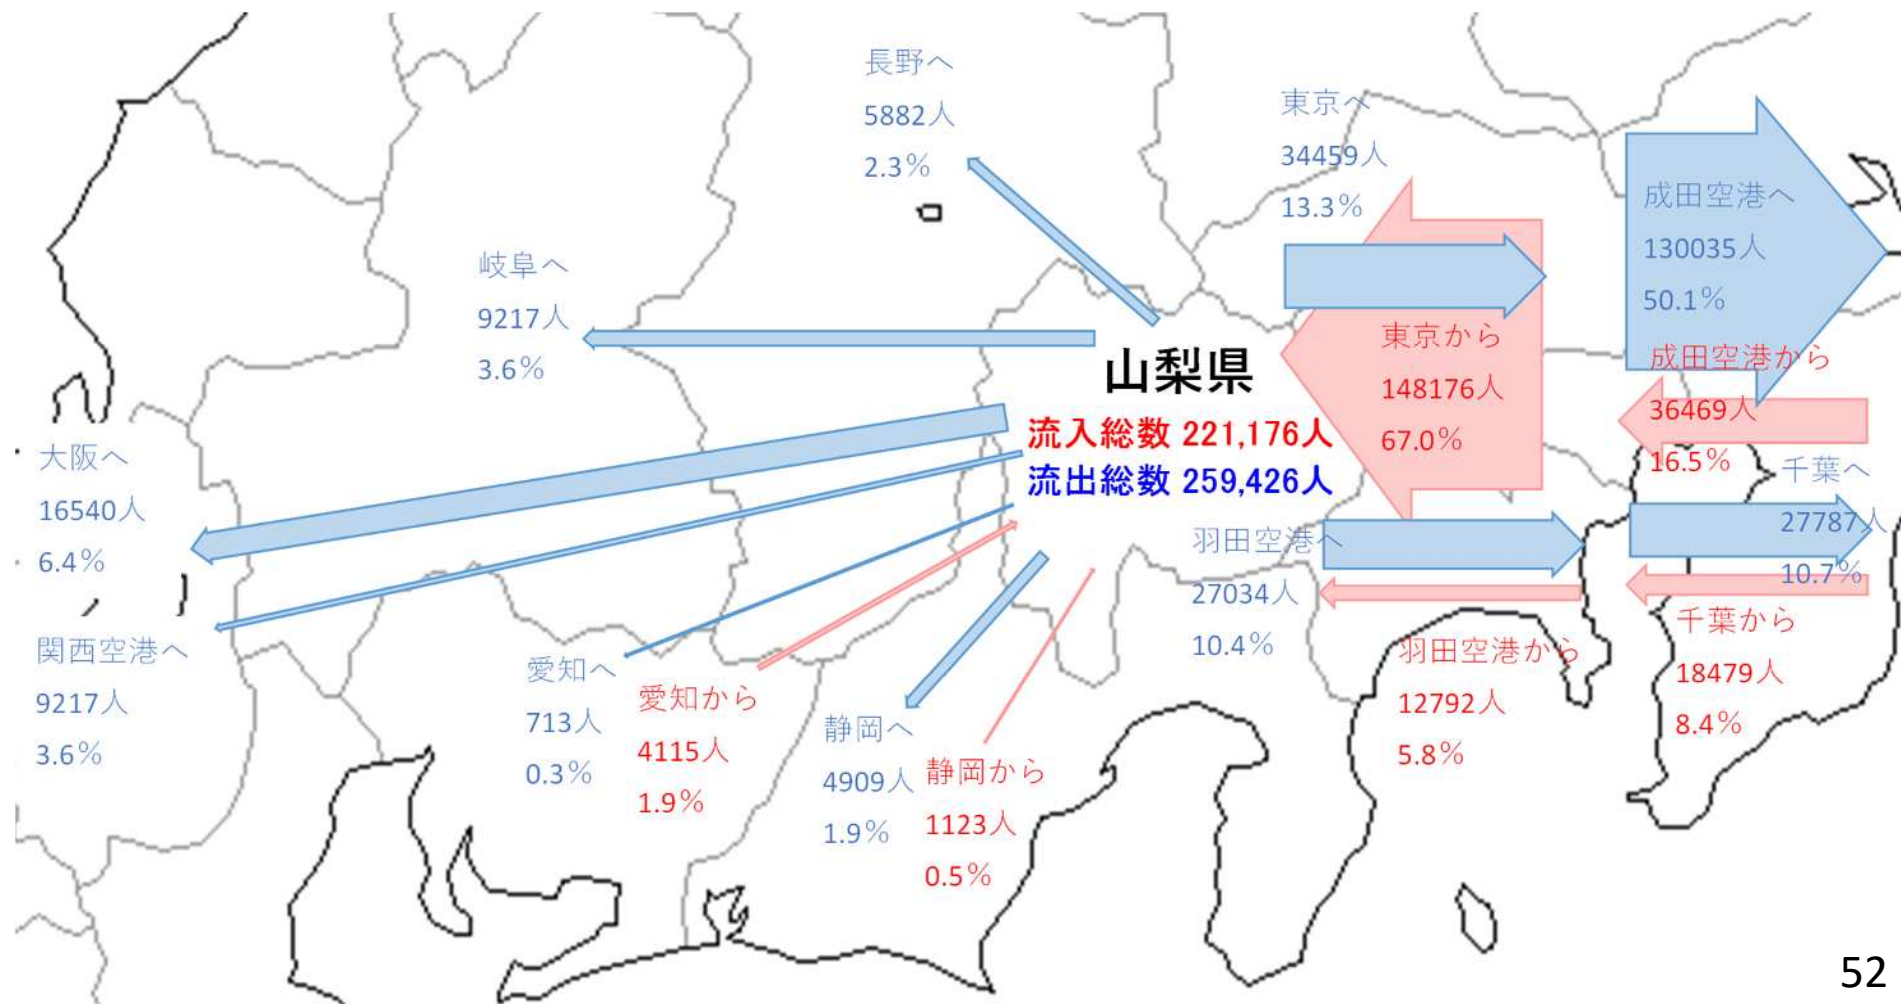 長野へ
5882人
2.3%
東京へ
34459人
13.3%
成田空港へ
130035人
50.1%
岐阜へ
9217人
3.6%
山梨県
流入総数 221,176人
流出総数 259,426人
東京から
148176人
67.0%
成田空港から
36469人
16.5%
大阪へ
16540人
6.4%
千葉へ
27787人
10.7%
羽田空港へ
27034人
10.4%
関西空港へ
9217人
3.6%
愛知へ
713人
0.3%
愛知から
4115人
1.9%
静岡へ
4909人
1.9%
静岡から
1123人
0.5%
羽田空港から
12792人
5.8%
千葉から
18479人
8.4%
52